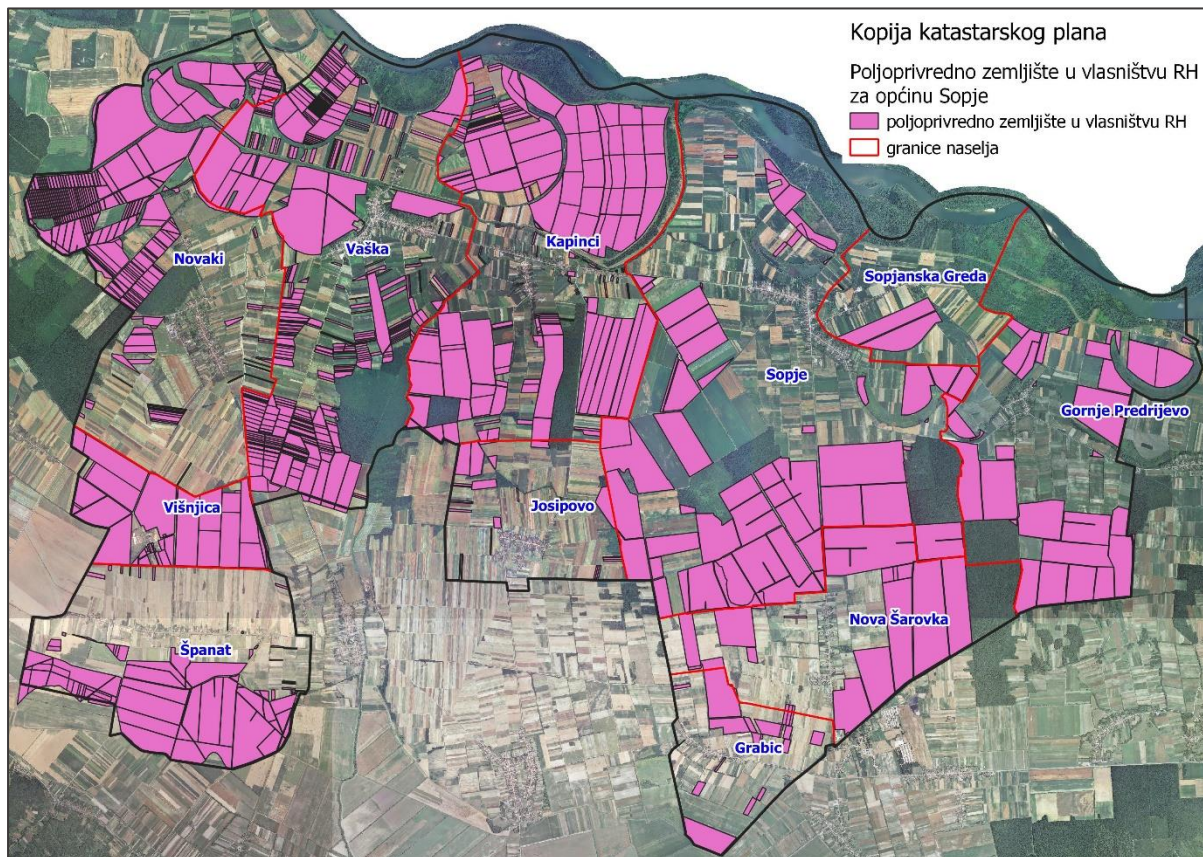 Kopija katastarskog plana
Poljoprivredno zemljište u vlasništvu RH
za općinu Sopje
poljoprivredno zemljište u vlasništvu RH
granice naselja
Novaki
Vaška
Kapinci
Sopjanska Greda
Sopje
Gornje Predrijevo
Višnjica
Josipovo
Nova Šarovka
Španat
Grabic